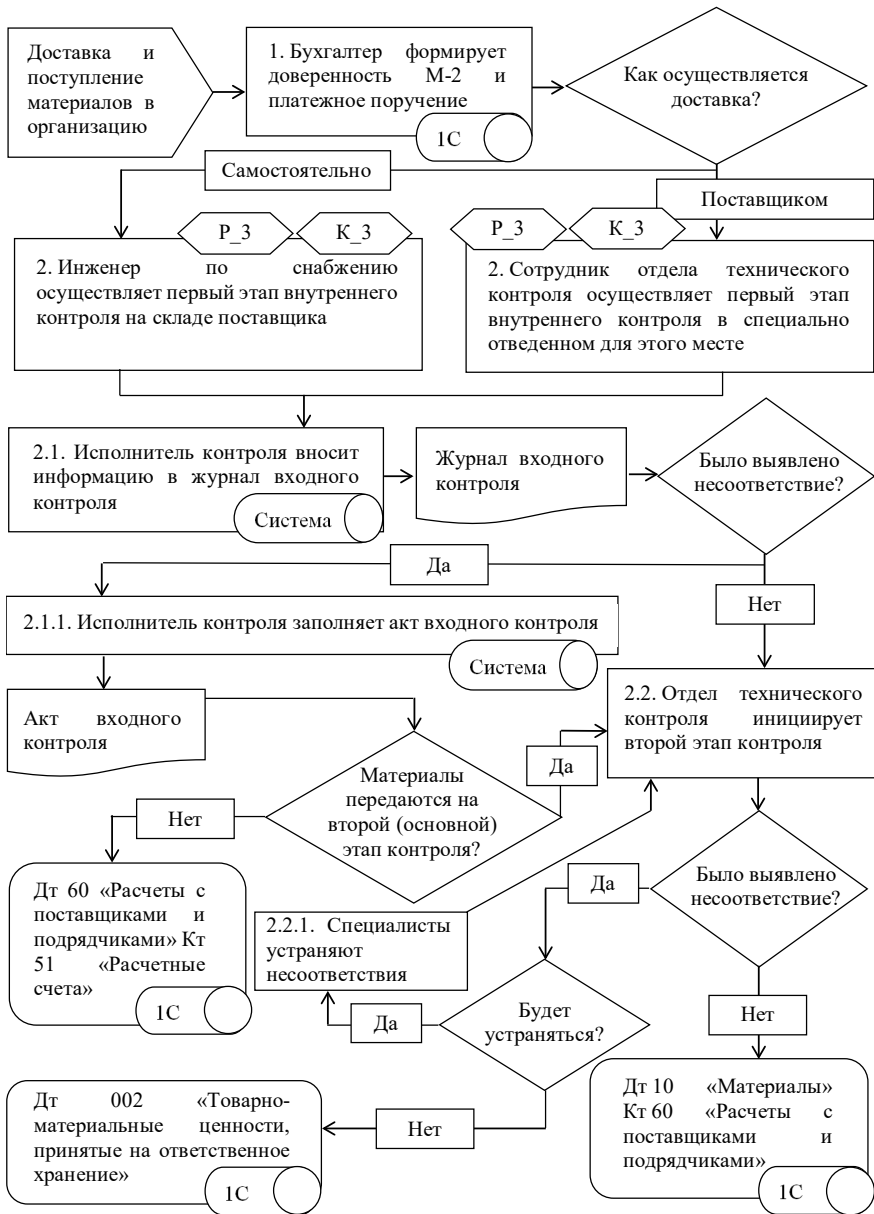 Доставка и
поступление
материалов в
организацию
1. Бухгалтер формирует
доверенность М-2 и
платежное поручение
1С
Как осуществляется
доставка?
Самостоятельно
Поставщиком
Р_3
К_3
Р_3
К_3
2. Инженер по снабжению
осуществляет первый этап внутреннего
контроля на складе поставщика
2. Сотрудник отдела технического
контроля осуществляет первый этап
внутреннего контроля в специально
отведенном для этого месте
2.1. Исполнитель контроля вносит
информацию в журнал входного
контроля
Система
Журнал входного
контроля
Было выявлено
несоответствие?
Да
Нет
2.1.1. Исполнитель контроля заполняет акт входного контроля
Система
Акт входного
контроля
Материалы
передаются на
второй (основной)
этап контроля?
Да
2.2. Отдел технического
контроля инициирует
второй этап контроля
Нет
Дт 60 «Расчеты с
поставщиками и
подрядчиками» Кт
51 «Расчетные
счета»
1С
2.2.1. Специалисты
устраняют
несоответствия
Да
Было выявлено
несоответствие?
Да
Будет
устраняться?
Нет
Нет
Дт 002 «Товарно-
материальные ценности,
принятые на ответственное
хранение»
1С
Дт 10 «Материалы»
Кт 60 «Расчеты с
поставщиками и
подрядчиками»
1С